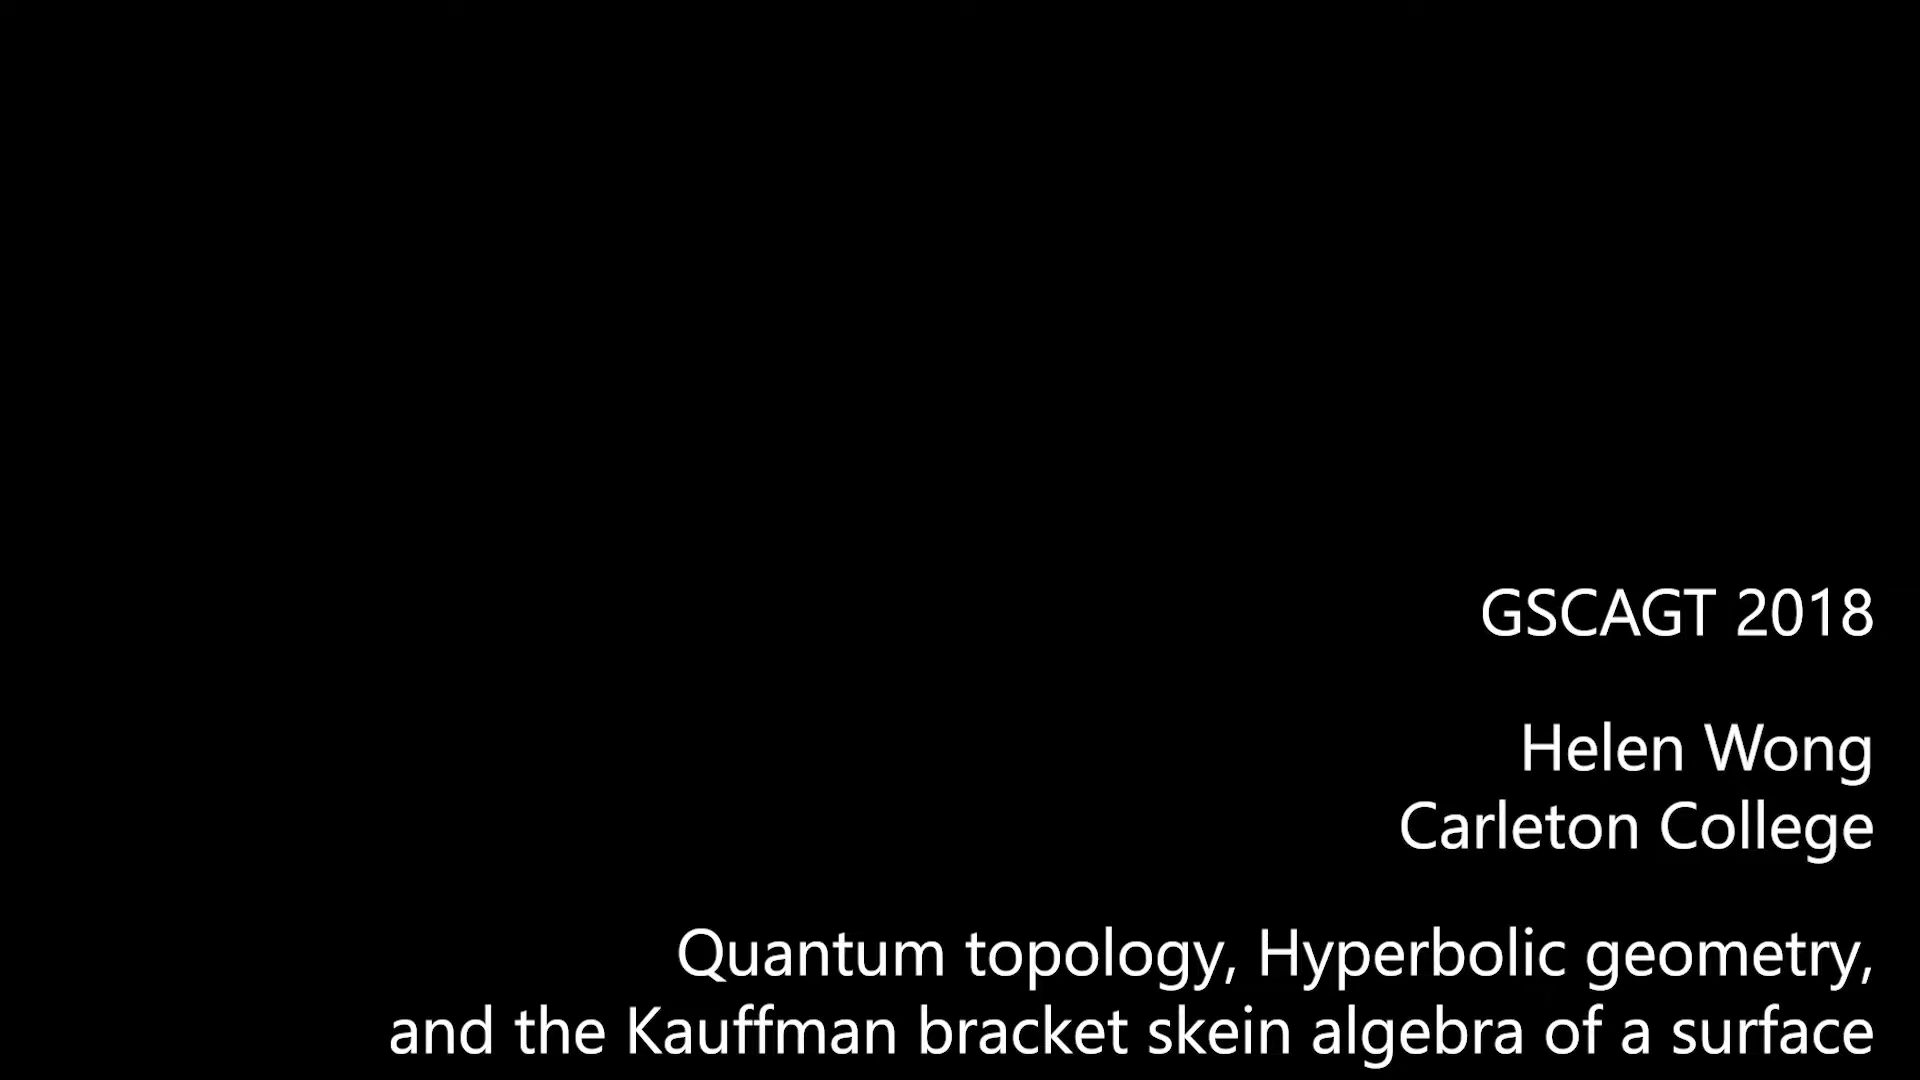 GSCAGT 2018
Helen Wong
Carleton College
Quantum topology, Hyperbolic geometry,
and the Kauffman bracket skein algebra of a surface